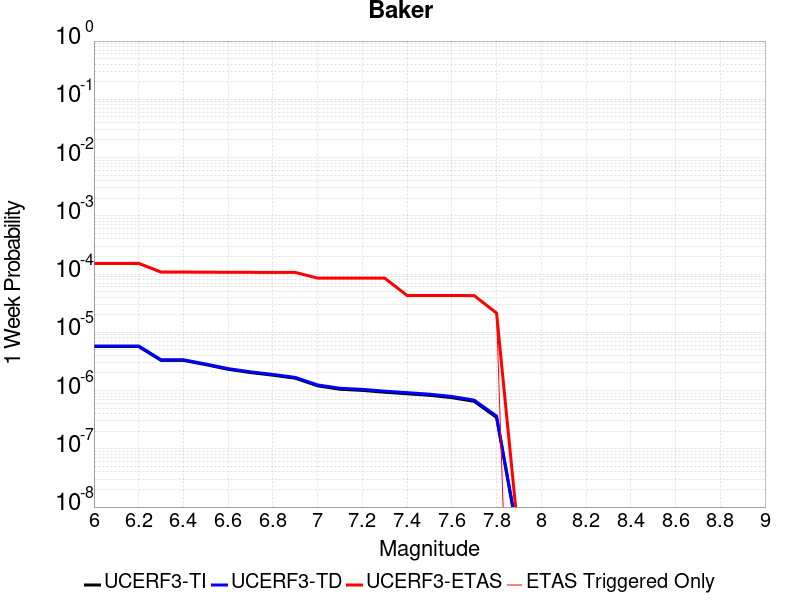 Baker
10^0
10^-1
10^-2
10^-3
10^-4
10^-5
10^-6
10^-7
10^-8
1 Week Probability
6 6.2 6.4 6.6 6.8 7 7.2 7.4 7.6 7.8 8 8.2 8.4 8.6 8.8 9
Magnitude
UCERF3-TI UCERF3-TD UCERF3-ETAS ETAS Triggered Only